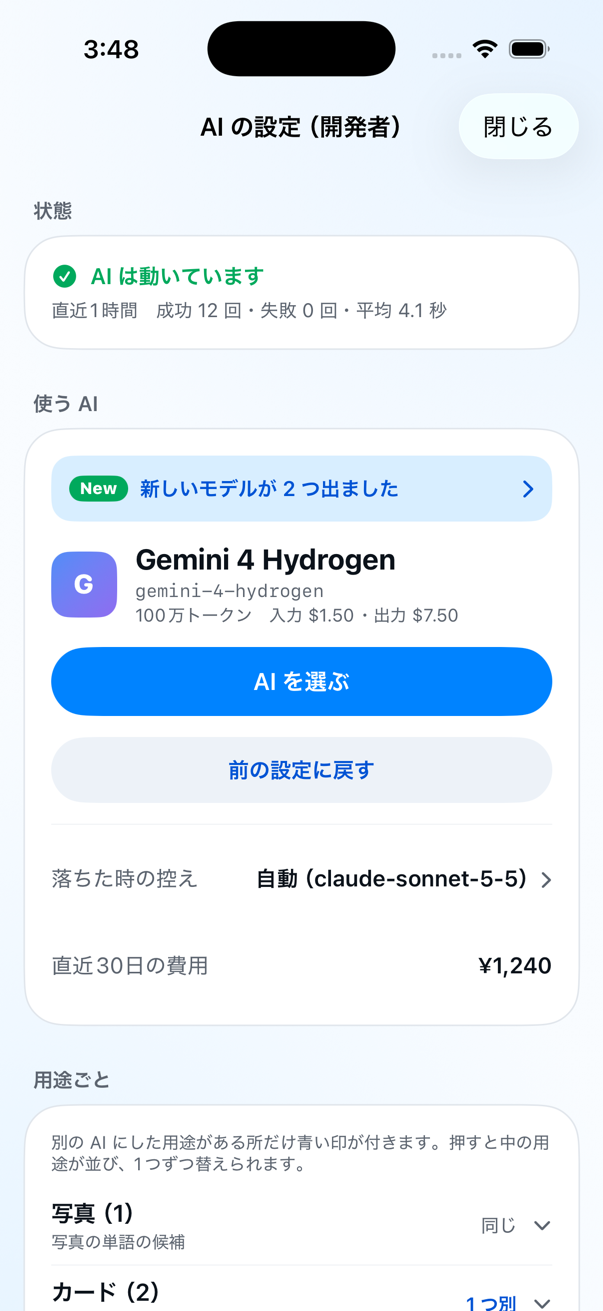 3:48
AI の設定（開発者）
閉じる
状態
AI は動いています
直近1時間　成功 12 回・失敗 0 回・平均 4.1 秒
使う AI
New 新しいモデルが 2 つ出ました
G
Gemini 4 Hydrogen
gemini-4-hydrogen
100万トークン　入力 $1.50・出力 $7.50
AI を選ぶ
前の設定に戻す
落ちた時の控え 自動（claude-sonnet-5-5）
直近30日の費用 ¥1,240
用途ごと
別の AI にした用途がある所だけ青い印が付きます。押すと中の用
途が並び、1つずつ替えられます。
写真（1）
写真の単語の候補
同じ
カード（2）
1つ別